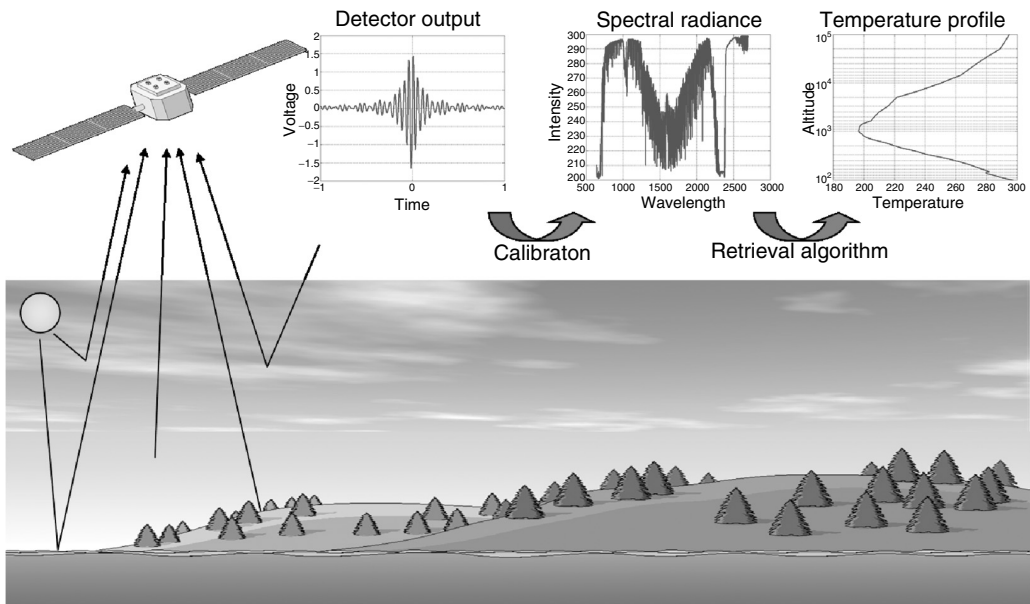 Detector output
Voltage
2
1.5
1
0.5
0
−0.5
−1
−1.5
−2
−1 0 1
Time
Spectral radiance
Intensity
300
290
280
270
260
250
240
230
220
210
200
500 1000 1500 2000 2500 3000
Wavelength
Temperature profile
Altitude
10⁵
10⁴
10³
10²
180 200 220 240 260 280 300
Temperature
Calibraton
Retrieval algorithm